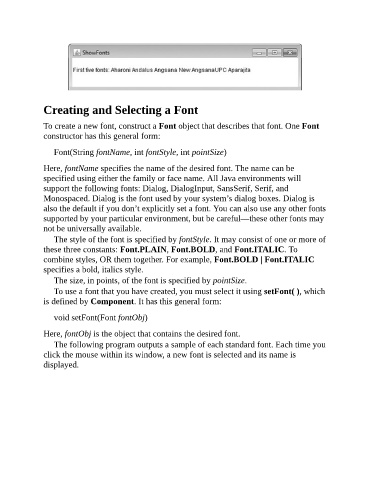 ShowFonts
First five fonts: Aharoni Andalus Angsana New AngsanaUPC Aparajita
Creating and Selecting a Font
To create a new font, construct a Font object that describes that font. One Font
constructor has this general form:
Font(String fontName, int fontStyle, int pointSize)
Here, fontName specifies the name of the desired font. The name can be
specified using either the family or face name. All Java environments will
support the following fonts: Dialog, DialogInput, SansSerif, Serif, and
Monospaced. Dialog is the font used by your system’s dialog boxes. Dialog is
also the default if you don’t explicitly set a font. You can also use any other fonts
supported by your particular environment, but be careful—these other fonts may
not be universally available.
The style of the font is specified by fontStyle. It may consist of one or more of
these three constants: Font.PLAIN, Font.BOLD, and Font.ITALIC. To
combine styles, OR them together. For example, Font.BOLD | Font.ITALIC
specifies a bold, italics style.
The size, in points, of the font is specified by pointSize.
To use a font that you have created, you must select it using setFont( ), which
is defined by Component. It has this general form:
void setFont(Font fontObj)
Here, fontObj is the object that contains the desired font.
The following program outputs a sample of each standard font. Each time you
click the mouse within its window, a new font is selected and its name is
displayed.